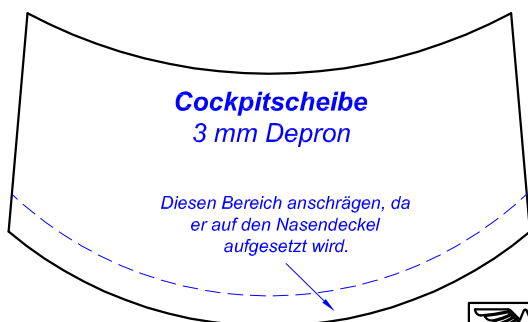 Cockpitscheibe
3 mm Depron
Diesen Bereich anschrägen, da
er auf den Nasendeckel
aufgesetzt wird.